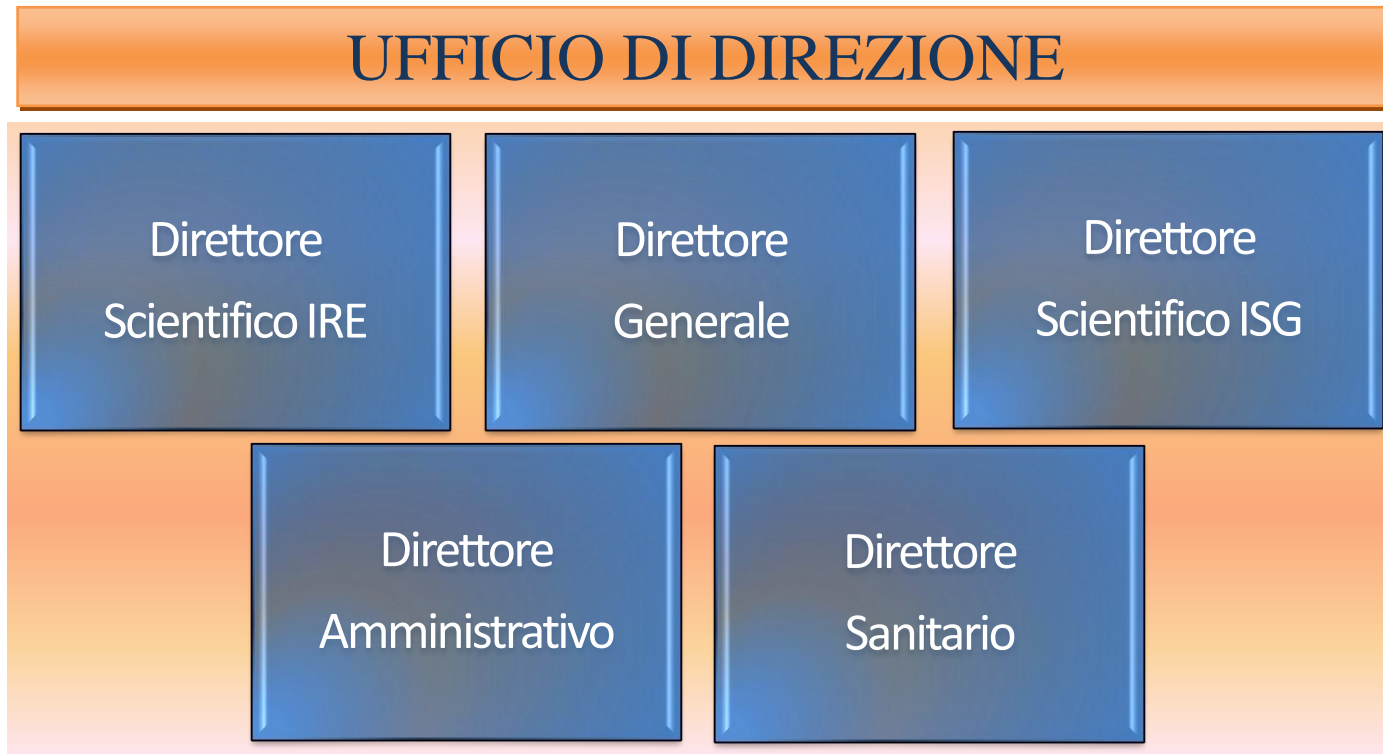 UFFICIO DI DIREZIONE
Direttore
Scientifico IRE
Direttore
Generale
Direttore
Scientifico ISG
Direttore
Amministrativo
Direttore
Sanitario